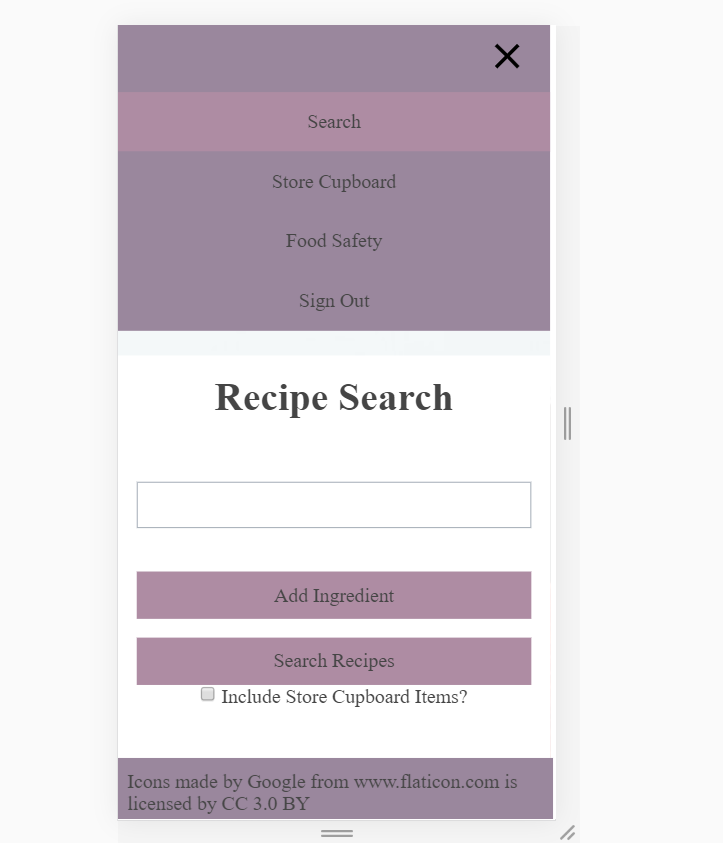 Search
Store Cupboard
Food Safety
Sign Out
Recipe Search
Add Ingredient
Search Recipes
Include Store Cupboard Items?
Icons made by Google from www.flaticon.com is
licensed by CC 3.0 BY